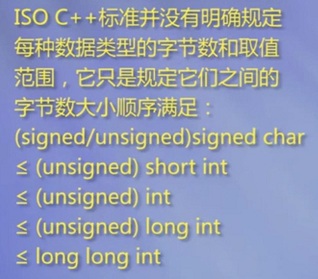 ISO C++标准并没有明确规定
每种数据类型的字节数和取值
范围，它只是规定它们之间的
字节数大小顺序满足：
(signed/unsigned)signed char
≤ (unsigned) short int
≤ (unsigned) int
≤ (unsigned) long int
≤ long long int